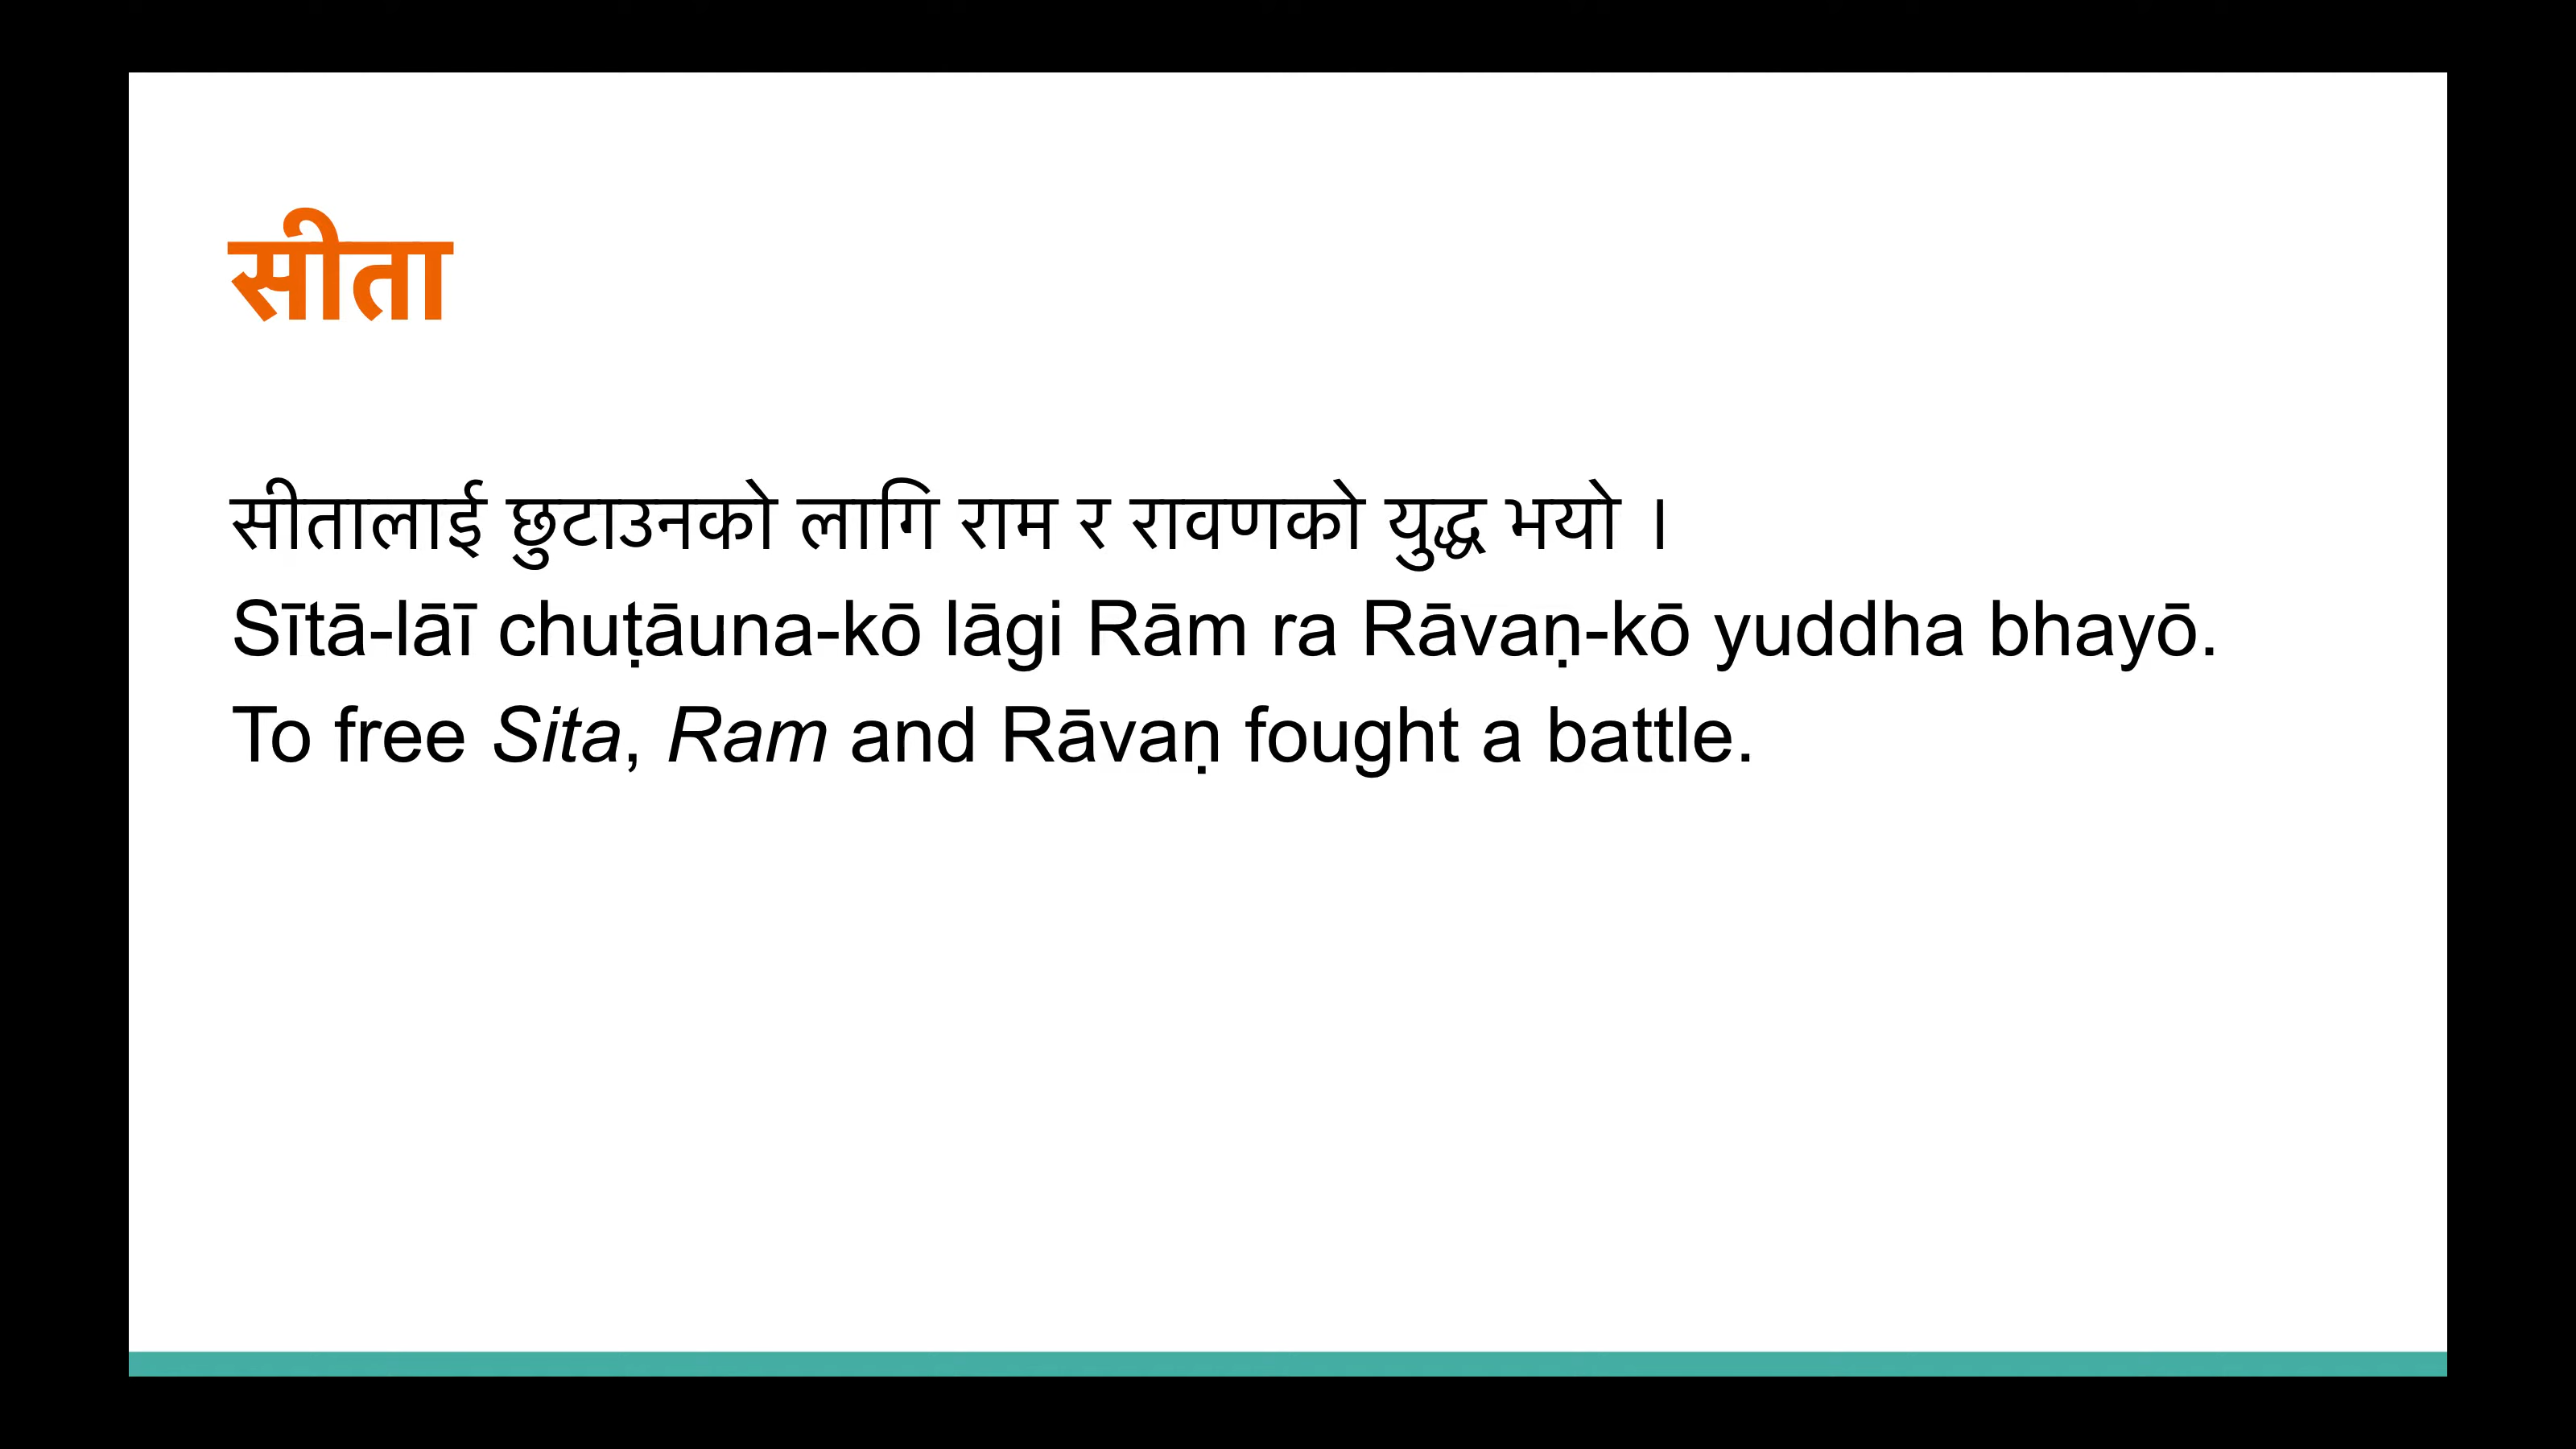 सीता
सीतालाई छुटाउनको लागि राम र रावणको युद्ध भयो ।
Sītā-lāī chuṭāuna-kō lāgi Rām ra Rāvaṇ-kō yuddha bhayō.
To free Sita, Ram and Rāvaṇ fought a battle.